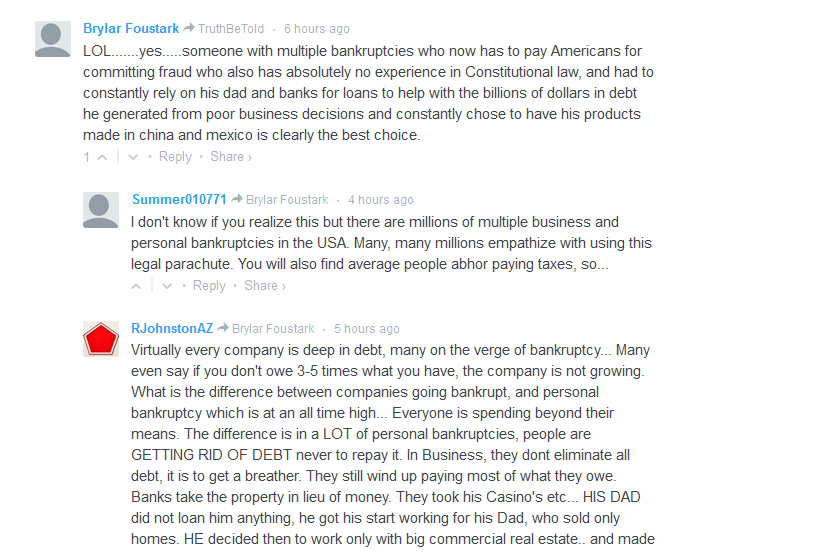 Brylar Foustark TruthBeTold · 6 hours ago
LOL.......yes.....someone with multiple bankruptcies who now has to pay Americans for
committing fraud who also has absolutely no experience in Constitutional law, and had to
constantly rely on his dad and banks for loans to help with the billions of dollars in debt
he generated from poor business decisions and constantly chose to have his products
made in china and mexico is clearly the best choice.
1 · Reply · Share ›
Summer010771 Brylar Foustark · 4 hours ago
I don't know if you realize this but there are millions of multiple business and
personal bankruptcies in the USA. Many, many millions empathize with using this
legal parachute. You will also find average people abhor paying taxes, so...
· Reply · Share ›
RJohnstonAZ Brylar Foustark · 5 hours ago
Virtually every company is deep in debt, many on the verge of bankruptcy... Many
even say if you don't owe 3-5 times what you have, the company is not growing.
What is the difference between companies going bankrupt, and personal
bankruptcy which is at an all time high... Everyone is spending beyond their
means. The difference is in a LOT of personal bankruptcies, people are
GETTING RID OF DEBT never to repay it. In Business, they dont eliminate all
debt, it is to get a breather. They still wind up paying most of what they owe.
Banks take the property in lieu of money. They took his Casino's etc... HIS DAD
did not loan him anything, he got his start working for his Dad, who sold only
homes. HE decided then to work only with big commercial real estate.. and made